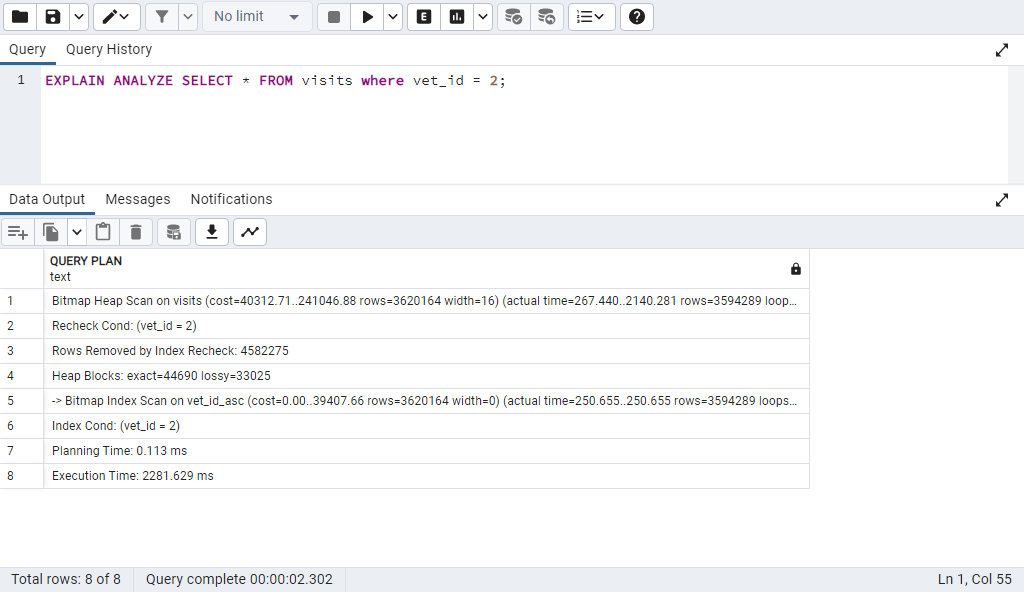 No limit
E
Query Query History
1 EXPLAIN ANALYZE SELECT * FROM visits where vet_id = 2;
Data Output Messages Notifications
QUERY PLAN
text
1 Bitmap Heap Scan on visits (cost=40312.71..241046.88 rows=3620164 width=16) (actual time=267.440..2140.281 rows=3594289 loop...
2 Recheck Cond: (vet_id = 2)
3 Rows Removed by Index Recheck: 4582275
4 Heap Blocks: exact=44690 lossy=33025
5 -> Bitmap Index Scan on vet_id_asc (cost=0.00..39407.66 rows=3620164 width=0) (actual time=250.655..250.655 rows=3594289 loops...
6 Index Cond: (vet_id = 2)
7 Planning Time: 0.113 ms
8 Execution Time: 2281.629 ms
Total rows: 8 of 8 Query complete 00:00:02.302 Ln 1, Col 55